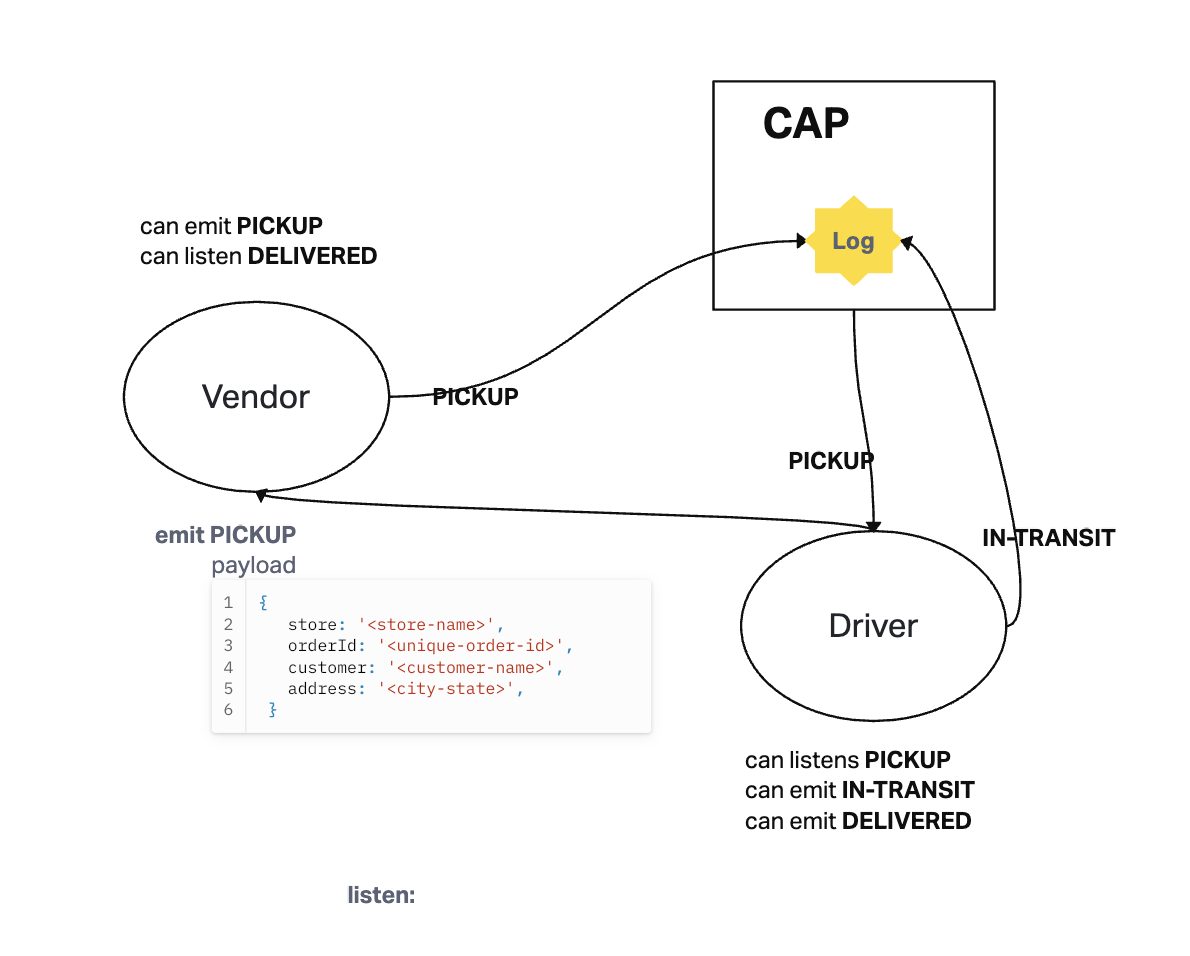 CAP
Log
can emit PICKUP
can listen DELIVERED
Vendor
PICKUP
PICKUP
IN-TRANSIT
emit PICKUP
payload
1 {
2 store: '<store-name>',
3 orderId: '<unique-order-id>',
4 customer: '<customer-name>',
5 address: '<city-state>',
6 }
Driver
can listens PICKUP
can emit IN-TRANSIT
can emit DELIVERED
listen: